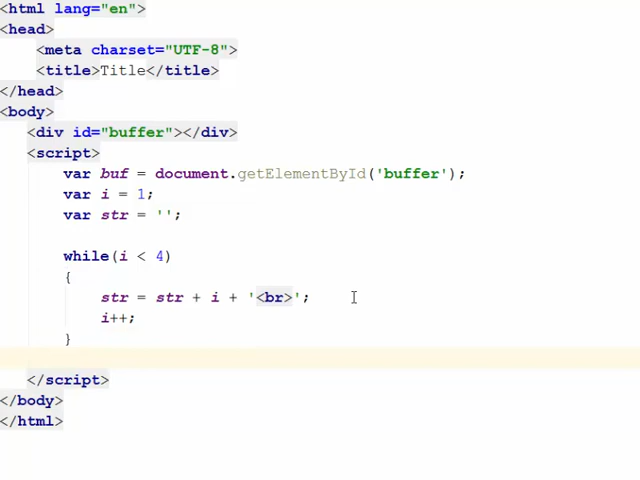 <html lang="en">
<head>
<meta charset="UTF-8">
<title>Title</title>
</head>
<body>
<div id="buffer"></div>
<script>
var buf = document.getElementById('buffer');
var i = 1;
var str = '';
while(i < 4)
{
str = str + i + '<br>';
i++;
}
</script>
</body>
</html>